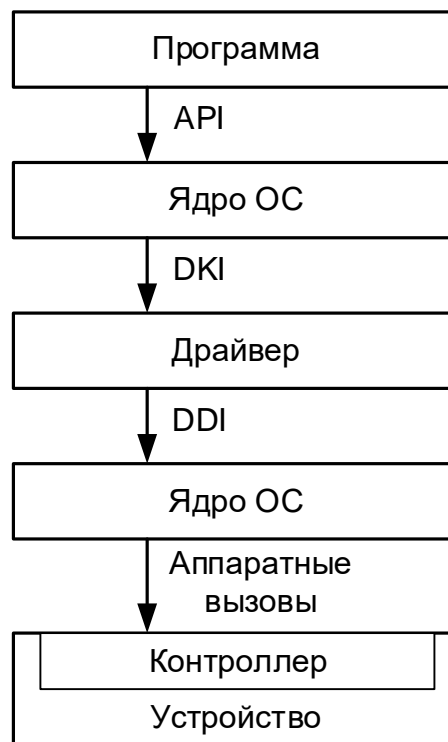 Программа
API
Ядро ОС
DKI
Драйвер
DDI
Ядро ОС
Аппаратные
вызовы
Контроллер
Устройство